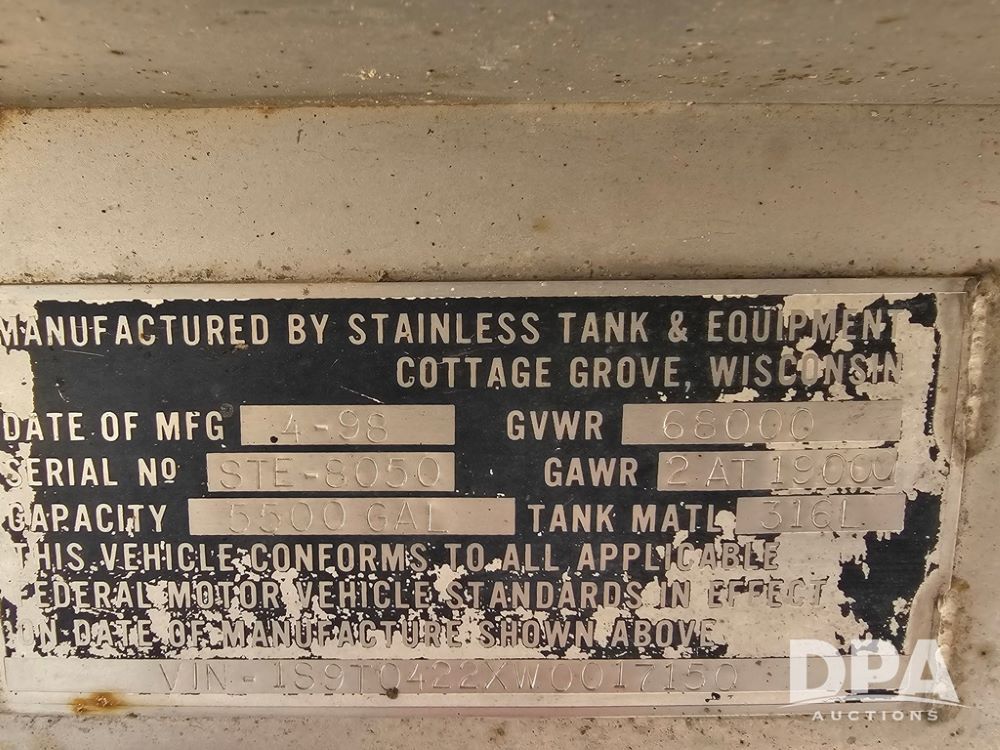 MANUFACTURED BY STAINLESS TANK & EQUIPMENT
COTTAGE GROVE, WISCONSIN
DATE OF MFG 4-98 GVWR 68000
SERIAL Nº STE-8050 GAWR 2 AT 19000
CAPACITY 5500 GAL TANK MATL 316L
THIS VEHICLE CONFORMS TO ALL APPLICABLE
FEDERAL MOTOR VEHICLE STANDARDS IN EFFECT
ON DATE OF MANUFACTURE SHOWN ABOVE
VIN - 1S9T0422XW0017150
DPA
AUCTIONS